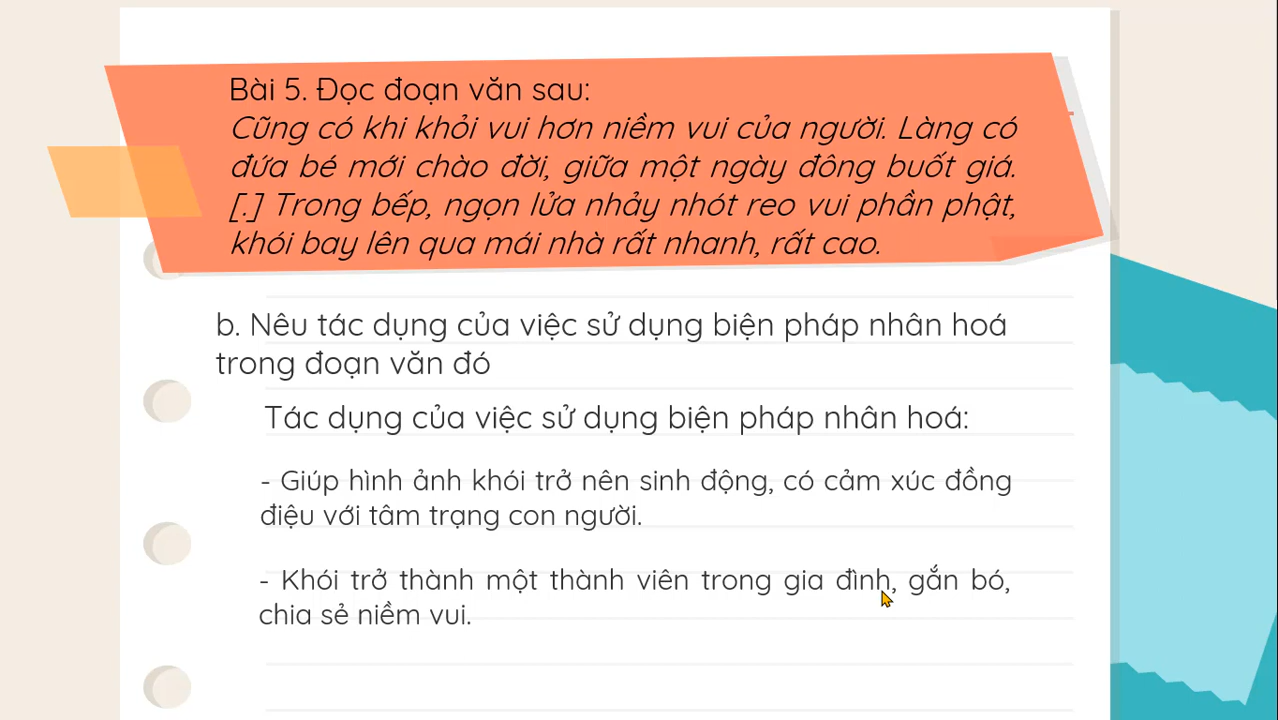 Bài 5. Đọc đoạn văn sau:
Cũng có khi khỏi vui hơn niềm vui của người. Làng có
đứa bé mới chào đời, giữa một ngày đông buốt giá.
[.] Trong bếp, ngọn lửa nhảy nhót reo vui phần phật,
khói bay lên qua mái nhà rất nhanh, rất cao.
b. Nêu tác dụng của việc sử dụng biện pháp nhân hoá
trong đoạn văn đó
Tác dụng của việc sử dụng biện pháp nhân hoá:
- Giúp hình ảnh khói trở nên sinh động, có cảm xúc đồng
điệu với tâm trạng con người.
- Khói trở thành một thành viên trong gia đình, gắn bó,
chia sẻ niềm vui.